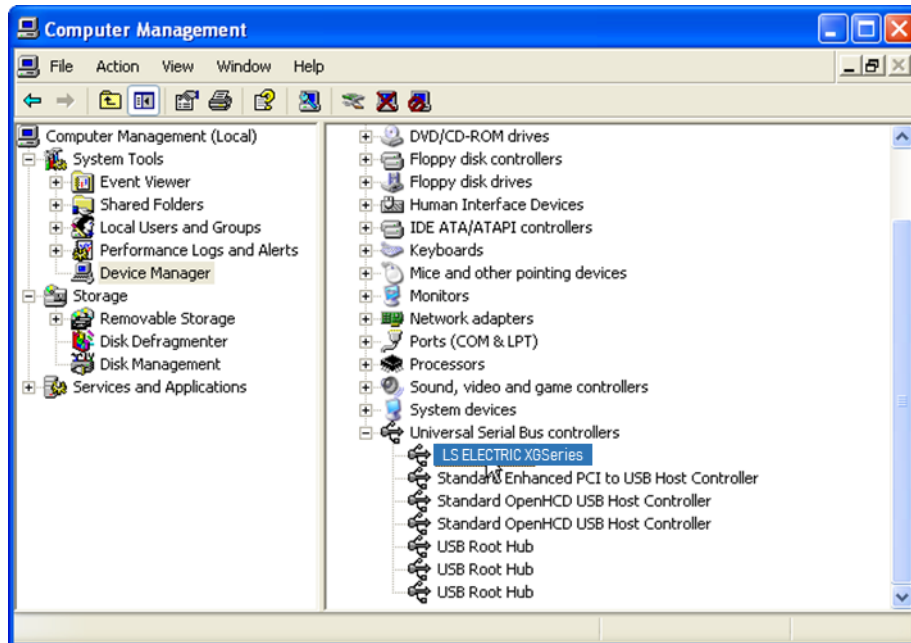 Computer Management
File Action View Window Help
Computer Management (Local)
System Tools
Event Viewer
Shared Folders
Local Users and Groups
Performance Logs and Alerts
Device Manager
Storage
Removable Storage
Disk Defragmenter
Disk Management
Services and Applications
DVD/CD-ROM drives
Floppy disk controllers
Floppy disk drives
Human Interface Devices
IDE ATA/ATAPI controllers
Keyboards
Mice and other pointing devices
Monitors
Network adapters
Ports (COM & LPT)
Processors
Sound, video and game controllers
System devices
Universal Serial Bus controllers
LS ELECTRIC XGSeries
Standard Enhanced PCI to USB Host Controller
Standard OpenHCD USB Host Controller
Standard OpenHCD USB Host Controller
USB Root Hub
USB Root Hub
USB Root Hub